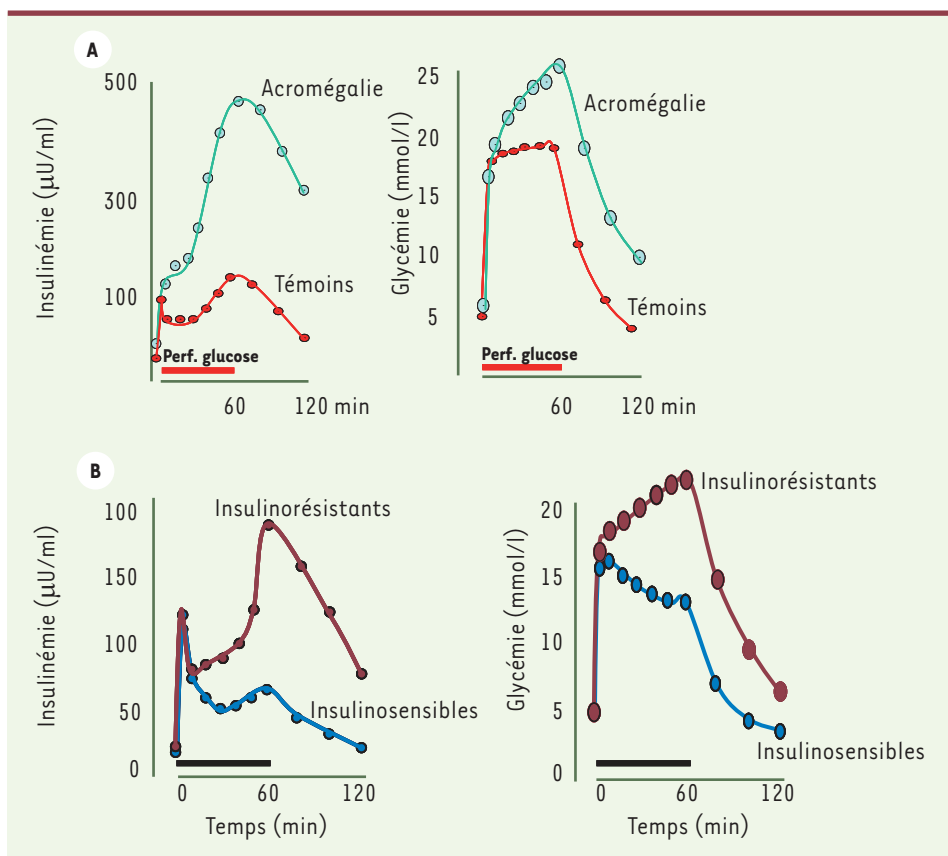 A
Insulinémie (µU/ml)
500
300
100
Acromégalie
Témoins
Perf. glucose
60
120 min
Glycémie (mmol/l)
25
20
15
10
5
Acromégalie
Témoins
Perf. glucose
60
120 min
B
Insulinémie (µU/ml)
100
150
100
50
0
Insulinorésistants
Insulinosensibles
0
60
120
Temps (min)
Glycémie (mmol/l)
20
15
10
5
0
Insulinorésistants
Insulinosensibles
0
60
120
Temps (min)